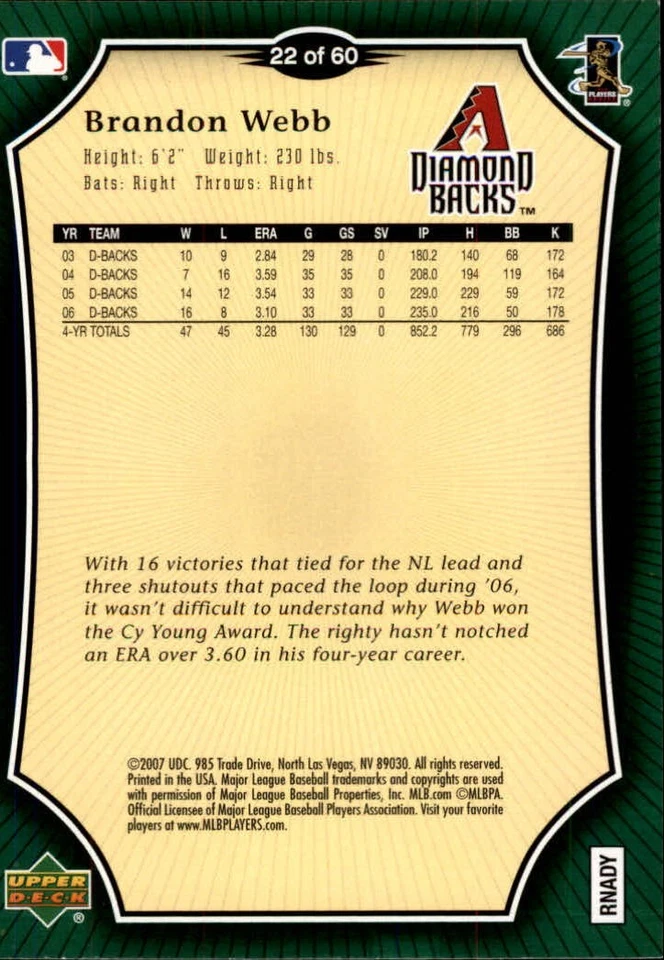 22 of 60
PLAYERS
®
Brandon Webb
Height: 6'2" Weight: 230 lbs.
Bats: Right Throws: Right
DIAMOND
BACKS™
YR TEAM W L ERA G GS SV IP H BB K
03 D-BACKS 10 9 2.84 29 28 0 180.2 140 68 172
04 D-BACKS 7 16 3.59 35 35 0 208.0 194 119 164
05 D-BACKS 14 12 3.54 33 33 0 229.0 229 59 172
06 D-BACKS 16 8 3.10 33 33 0 235.0 216 50 178
4-YR TOTALS 47 45 3.28 130 129 0 852.2 779 296 686
With 16 victories that tied for the NL lead and
three shutouts that paced the loop during '06,
it wasn't difficult to understand why Webb won
the Cy Young Award. The righty hasn't notched
an ERA over 3.60 in his four-year career.
©2007 UDC. 985 Trade Drive, North Las Vegas, NV 89030. All rights reserved.
Printed in the USA. Major League Baseball trademarks and copyrights are used
with permission of Major League Baseball Properties, Inc. MLB.com ©MLBPA.
Official Licensee of Major League Baseball Players Association. Visit your favorite
players at www.MLBPLAYERS.com.
UPPER
DECK
®
RNADY